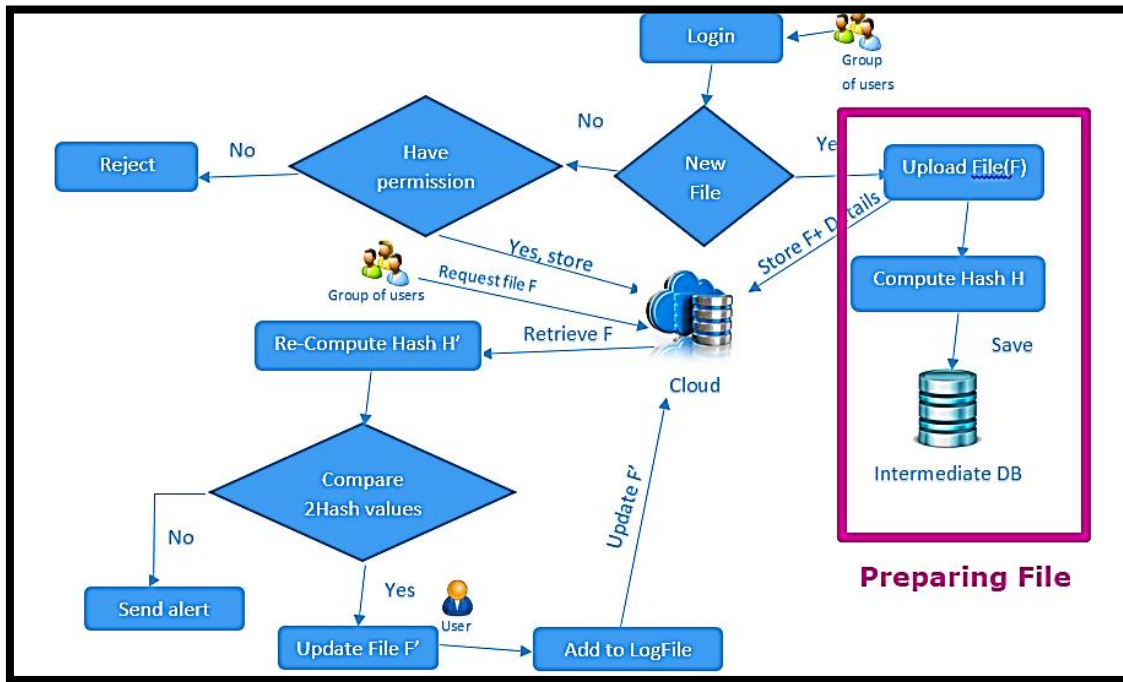 Login
Group
of users
No
Have
permission
No
Reject
New
File
Ye
Upload File(F)
Store F+ Details
Yes, store
Request file F
Group of users
Compute Hash H
Save
Retrieve F
Re-Compute Hash H’
Cloud
Intermediate DB
Compare
2Hash values
Update F’
No
Preparing File
Yes
Send alert
User
Update File F’
Add to LogFile